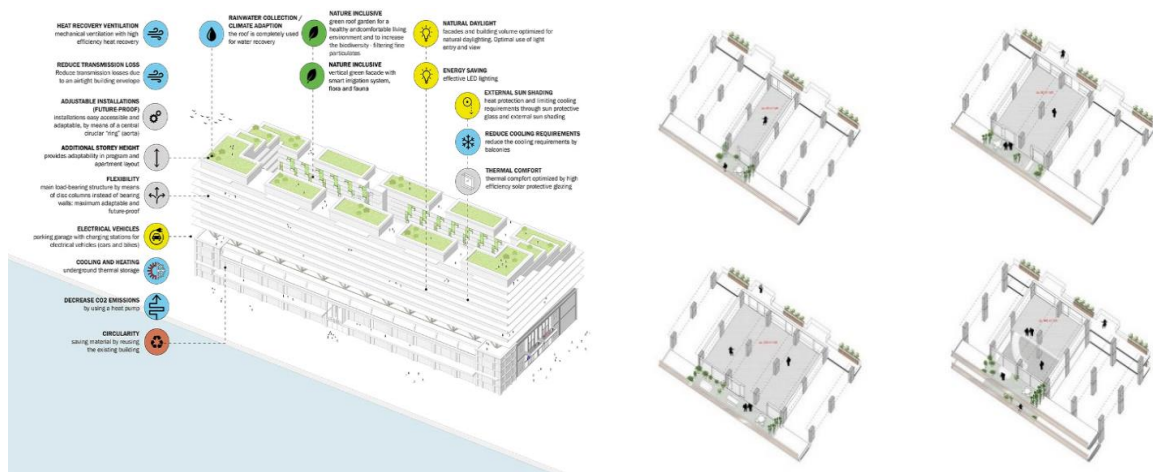 HEAT RECOVERY VENTILATION
mechanical ventilation with high
efficiency heat recovery
REDUCE TRANSMISSION LOSS
Reduce transmission losses due
to an airtight building envelope
ADJUSTABLE INSTALLATIONS
(FUTURE-PROOF)
installations easy accessible and
adaptable, by means of a central
circular "ring" (aorta)
ADDITIONAL STOREY HEIGHT
provides adaptability in program and
apartment layout
FLEXIBILITY
main load-bearing structure by means
of disc columns instead of bearing
walls: maximum adaptable and
future-proof
ELECTRICAL VEHICLES
parking garage with charging stations for
electrical vehicles (cars and bikes)
COOLING AND HEATING
underground thermal storage
DECREASE CO2 EMISSIONS
by using a heat pump
CIRCULARITY
saving material by reusing
the existing building
RAINWATER COLLECTION /
CLIMATE ADAPTION
the roof is completely used
for water recovery
NATURE INCLUSIVE
green roof garden for a
healthy andcomfortable living
environment and to increase
the biodiversity - filtering fine
particulates
NATURE INCLUSIVE
vertical green facade with
smart irrigation system,
flora and fauna
NATURAL DAYLIGHT
facades and building volume optimized for
natural daylighting. Optimal use of light
entry and view
ENERGY SAVING
effective LED lighting
EXTERNAL SUN SHADING
heat protection and limiting cooling
requirements through sun protective
glass and external sun shading
REDUCE COOLING REQUIREMENTS
reduce the cooling requirements by
balconies
THERMAL COMFORT
thermal comfort optimized by high
efficiency solar protective glazing